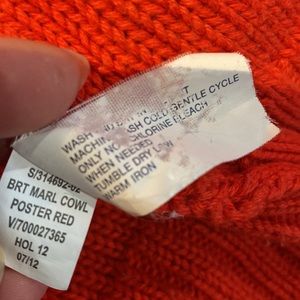 WASH
MACHINE WASH COLD GENTLE CYCLE
ONLY NON CHLORINE BLEACH
WHEN NEEDED
TUMBLE DRY LOW
WARM IRON
S/314692-02
BRT MARL COWL
POSTER RED
V/700027365
HOL 12
07/12